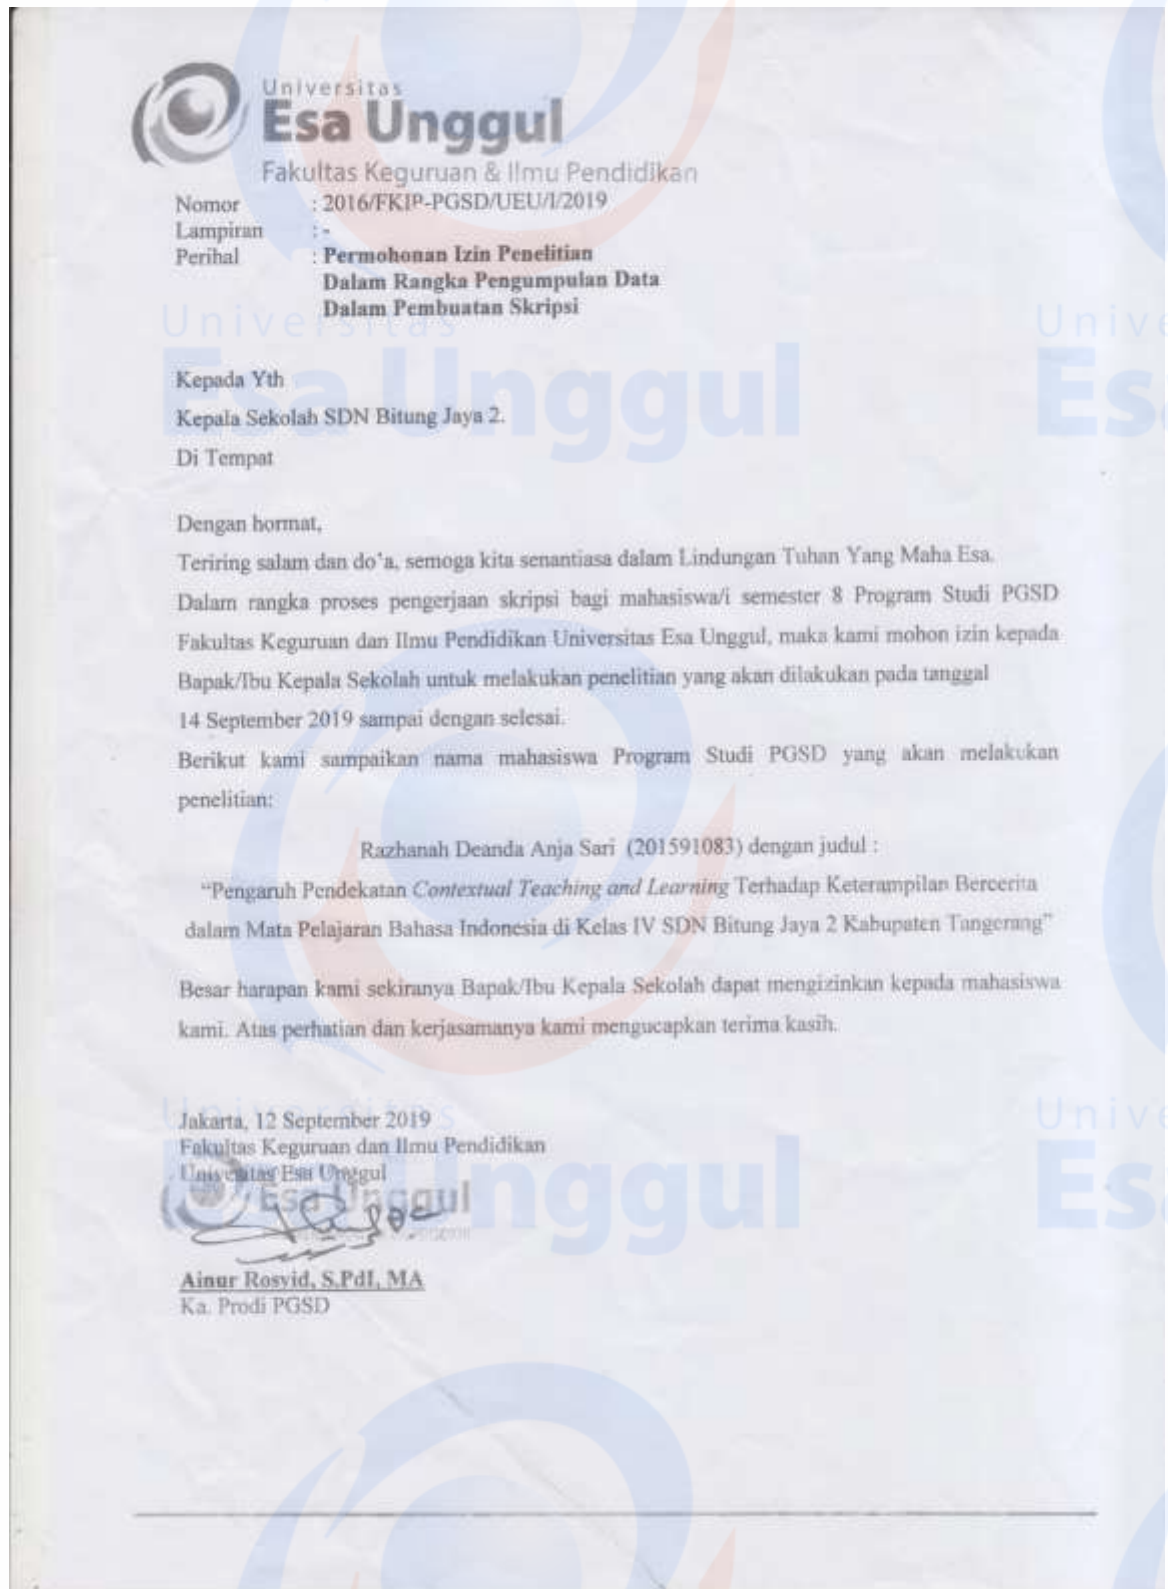 Universitas
Esa Unggul
Fakultas Keguruan & Ilmu Pendidikan
Nomor : 2016/FKIP-PGSD/UEU/I/2019
Lampiran : -
Perihal : Permohonan Izin Penelitian
Dalam Rangka Pengumpulan Data
Dalam Pembuatan Skripsi
Kepada Yth
Kepala Sekolah SDN Bitung Jaya 2.
Di Tempat
Dengan hormat,
Teriring salam dan do'a, semoga kita senantiasa dalam Lindungan Tuhan Yang Maha Esa.
Dalam rangka proses pengerjaan skripsi bagi mahasiswa/i semester 8 Program Studi PGSD
Fakultas Keguruan dan Ilmu Pendidikan Universitas Esa Unggul, maka kami mohon izin kepada
Bapak/Ibu Kepala Sekolah untuk melakukan penelitian yang akan dilakukan pada tanggal
14 September 2019 sampai dengan selesai.
Berikut kami sampaikan nama mahasiswa Program Studi PGSD yang akan melakukan
penelitian:
Razhanah Deanda Anja Sari (201591083) dengan judul :
“Pengaruh Pendekatan Contextual Teaching and Learning Terhadap Keterampilan Bercerita
dalam Mata Pelajaran Bahasa Indonesia di Kelas IV SDN Bitung Jaya 2 Kabupaten Tangerang”
Besar harapan kami sekiranya Bapak/Ibu Kepala Sekolah dapat mengizinkan kepada mahasiswa
kami. Atas perhatian dan kerjasamanya kami mengucapkan terima kasih.
Jakarta, 12 September 2019
Fakultas Keguruan dan Ilmu Pendidikan
Universitas Esa Unggul
Esa Unggul
Ainur Rosyid, S.PdI, MA
Ka. Prodi PGSD
Universitas
Esa Unggul
Universitas
Esa Unggul